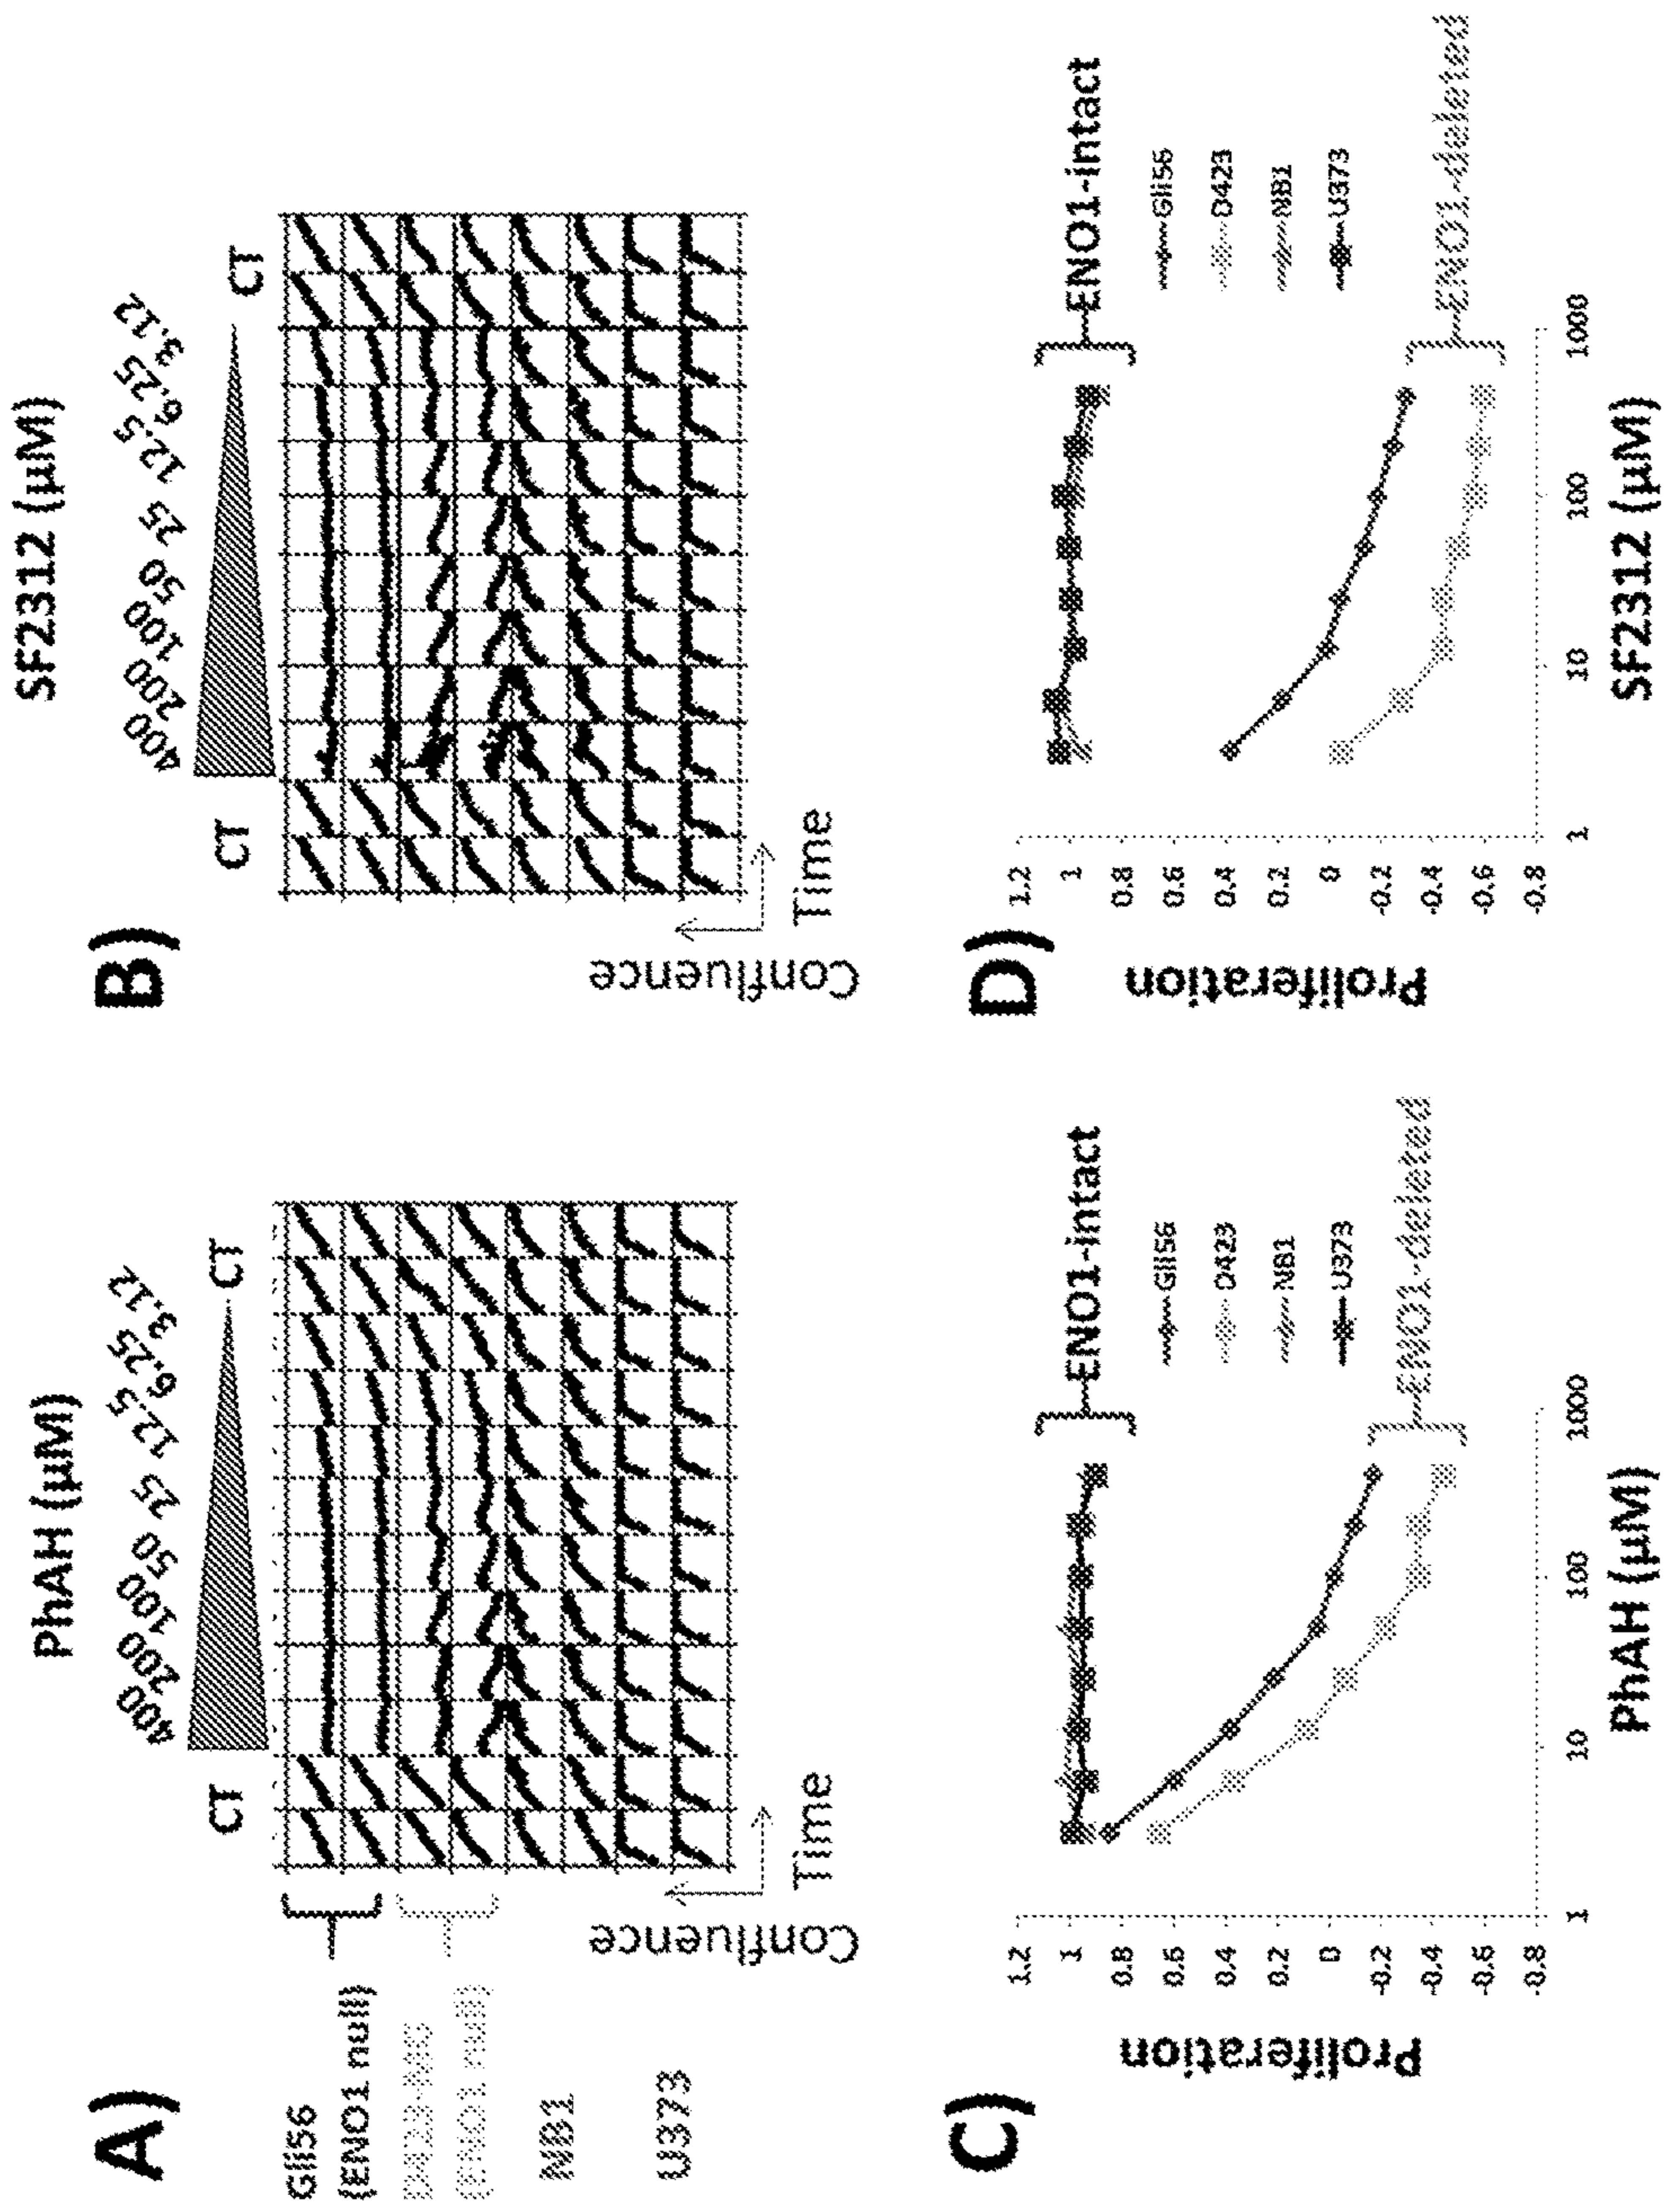 A)
PhAH (µM)
CT
400 200 100 50 25 12.5 6.25 3.12
CT
Gli56
(ENO1 null)
(ENO1 null)
NB1
U373
Confluence
Time
B)
SF2312 (µM)
CT
400 200 100 50 25 12.5 6.25 3.12
CT
Confluence
Time
C)
Proliferation
1.2
1
0.8
0.6
0.4
0.2
0
-0.2
-0.4
-0.6
-0.8
1 10 100 1000
PhAH (µM)
ENO1-intact
Gli56
D423
NB1
U373
ENO1-deleted
D)
Proliferation
1.2
1
0.8
0.6
0.4
0.2
0
-0.2
-0.4
-0.6
-0.8
1 10 100 1000
SF2312 (µM)
ENO1-intact
Gli56
D423
NB1
U373
ENO1-deleted